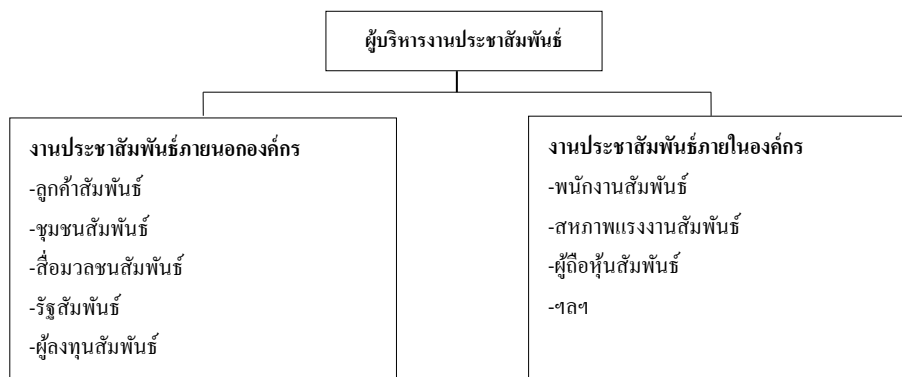 ผู้บริหารงานประชาสัมพันธ์
งานประชาสัมพันธ์ภายนอกองค์กร
-ลูกค้าสัมพันธ์
-ชุมชนสัมพันธ์
-สื่อมวลชนสัมพันธ์
-รัฐสัมพันธ์
-ผู้ลงทุนสัมพันธ์
งานประชาสัมพันธ์ภายในองค์กร
-พนักงานสัมพันธ์
-สหภาพแรงงานสัมพันธ์
-ผู้ถือหุ้นสัมพันธ์
-ฯลฯ